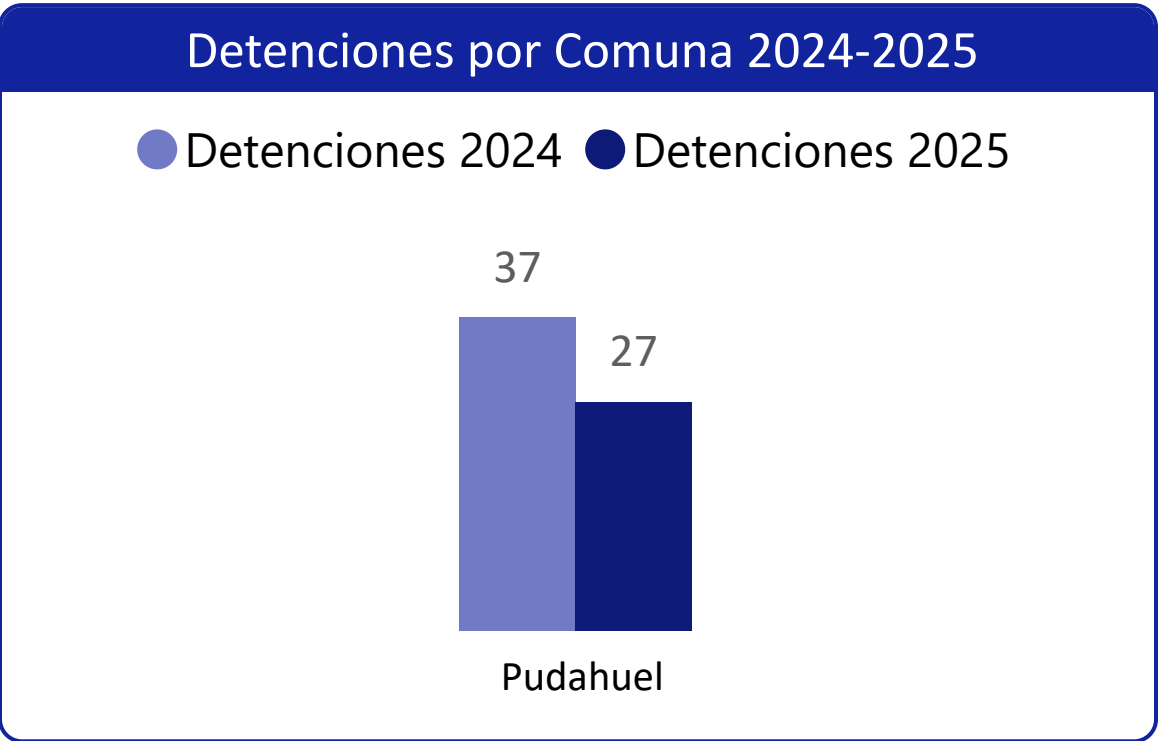 Detenciones por Comuna 2024-2025
Detenciones 2024 Detenciones 2025
37
27
Pudahuel